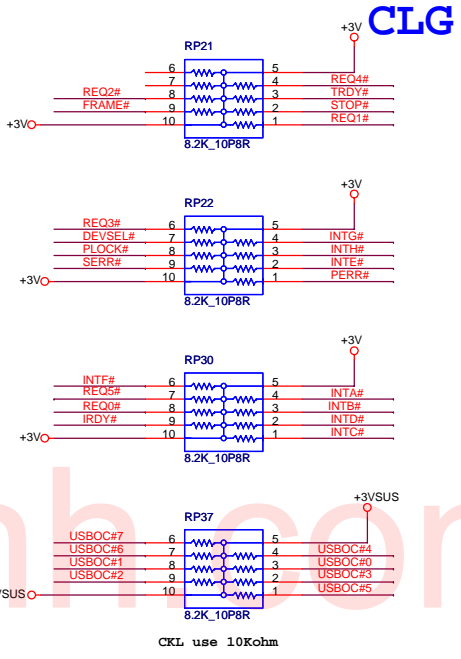 CLG
+3V
RP21
6 5
7 4 REQ4#
REQ2# 8 3 TRDY#
FRAME# 9 2 STOP#
+3V 10 1 REQ1#
8.2K_10P8R
+3V
RP22
REQ3# 6 5
DEVSEL# 7 4 INTG#
PLOCK# 8 3 INTH#
SERR# 9 2 INTE#
+3V 10 1 PERR#
8.2K_10P8R
+3V
RP30
INTF# 6 5
REQ5# 7 4 INTA#
REQ0# 8 3 INTB#
IRDY# 9 2 INTD#
+3V 10 1 INTC#
8.2K_10P8R
+3VSUS
RP37
USBOC#7 6 5
USBOC#6 7 4 USBOC#4
USBOC#1 8 3 USBOC#0
USBOC#2 9 2 USBOC#3
VSUS 10 1 USBOC#5
8.2K_10P8R
CKL use 10Kohm